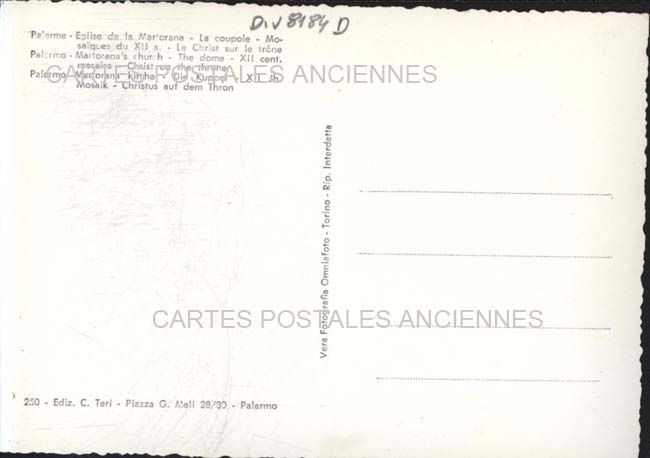 Div 8184 D
Palerme - Eglise de la Martorana - La coupole - Mo-
saïques du XII s. - Le Christ sur le trône
Palermo - Martorana's church - The dome - XII cent.
mosaics - Christ on the throne
CARTES POSTALES ANCIENNES
Palermo - Martorana kirche - Die Kuppel - XII Jh.
Mosaik - Christus auf dem Thron
Vera Fotografia Omniafoto - Torino - Rip. Interdetta
CARTES POSTALES ANCIENNES
250 - Ediz. C. Teri - Piazza G. Meli 28/30 - Palermo